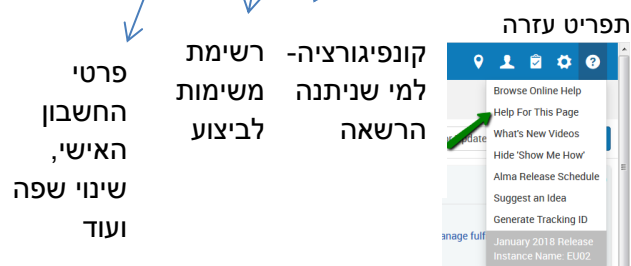 תפריט עזרה
קונפיגורציה-
למי שניתנה
הרשאה
רשימת
משימות
לביצוע
פרטי
החשבון
האישי,
שינוי שפה
ועוד
Browse Online Help
Help For This Page
What's New Videos
Hide 'Show Me How'
Alma Release Schedule
Suggest an Idea
Generate Tracking ID
January 2018 Release
Instance Name: EU02